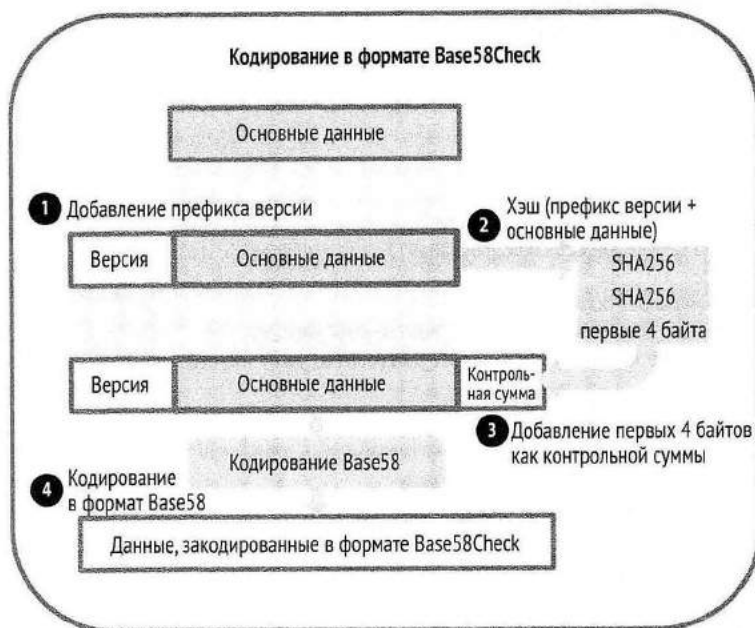 Кодирование в формате Base58Check
Основные данные
1 Добавление префикса версии
2 Хэш (префикс версии +
основные данные)
Версия Основные данные
SHA256
SHA256
первые 4 байта
Версия Основные данные Контроль-
ная сумма
3 Добавление первых 4 байтов
как контрольной суммы
Кодирование Base58
4 Кодирование
в формат Base58
Данные, закодированные в формате Base58Check